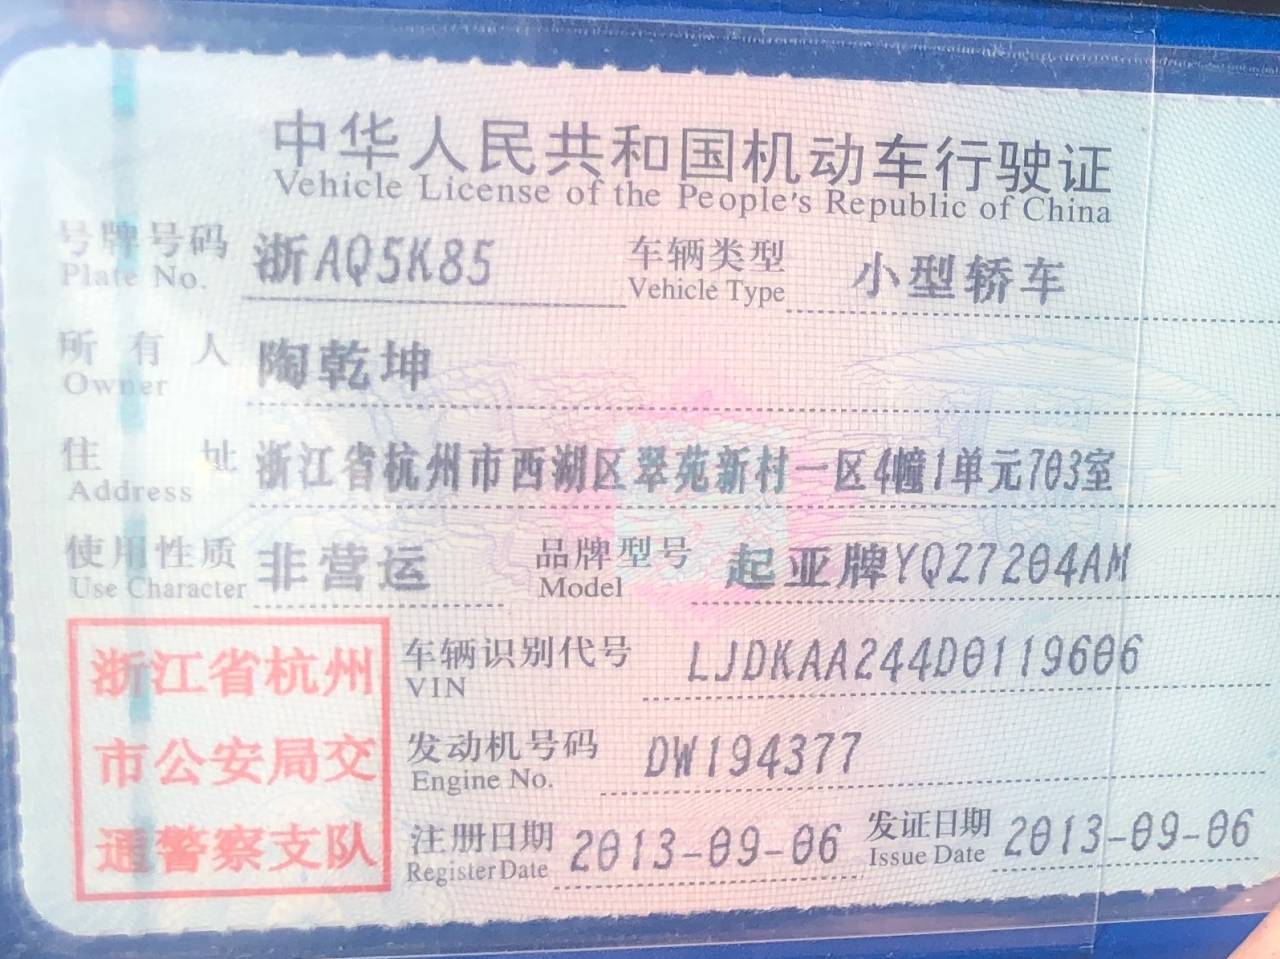 中华人民共和国机动车行驶证
Vehicle License of the People's Republic of China
号牌号码 浙AQ5K85 车辆类型 小型轿车
Plate No. Vehicle Type
所有人 陶乾坤
Owner
住址 浙江省杭州市西湖区翠苑新村一区4幢1单元703室
Address
使用性质 非营运 品牌型号 起亚牌YQZ7204AM
Use Character Model
浙江省杭州
市公安局交
通警察支队
车辆识别代号 LJDKAA244D0119606
VIN
发动机号码 DW194377
Engine No.
注册日期 2013-09-06 发证日期 2013-09-06
Register Date Issue Date